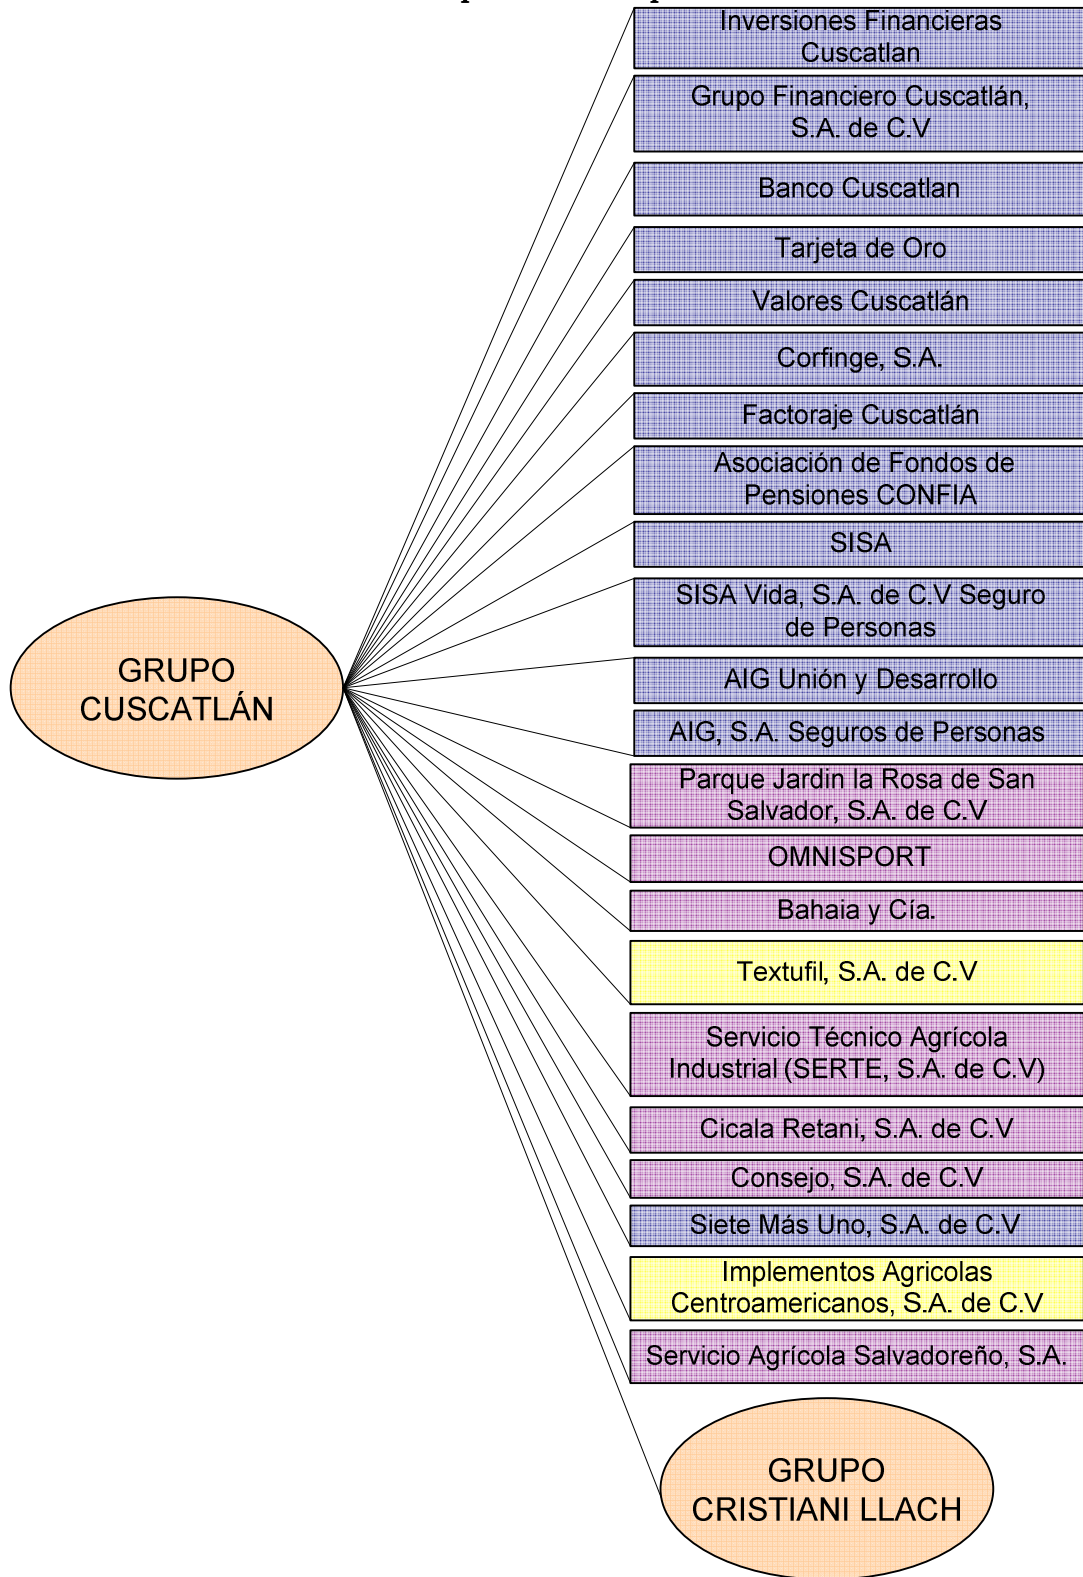 Inversiones Financieras
Cuscatlan
Grupo Financiero Cuscatlán,
S.A. de C.V
Banco Cuscatlan
Tarjeta de Oro
Valores Cuscatlán
Corfinge, S.A.
Factoraje Cuscatlán
Asociación de Fondos de
Pensiones CONFIA
SISA
SISA Vida, S.A. de C.V Seguro
de Personas
GRUPO
CUSCATLÁN
AIG Unión y Desarrollo
AIG, S.A. Seguros de Personas
Parque Jardin la Rosa de San
Salvador, S.A. de C.V
OMNISPORT
Bahaia y Cía.
Textufil, S.A. de C.V
Servicio Técnico Agrícola
Industrial (SERTE, S.A. de C.V)
Cicala Retani, S.A. de C.V
Consejo, S.A. de C.V
Siete Más Uno, S.A. de C.V
Implementos Agricolas
Centroamericanos, S.A. de C.V
Servicio Agrícola Salvadoreño, S.A.
GRUPO
CRISTIANI LLACH